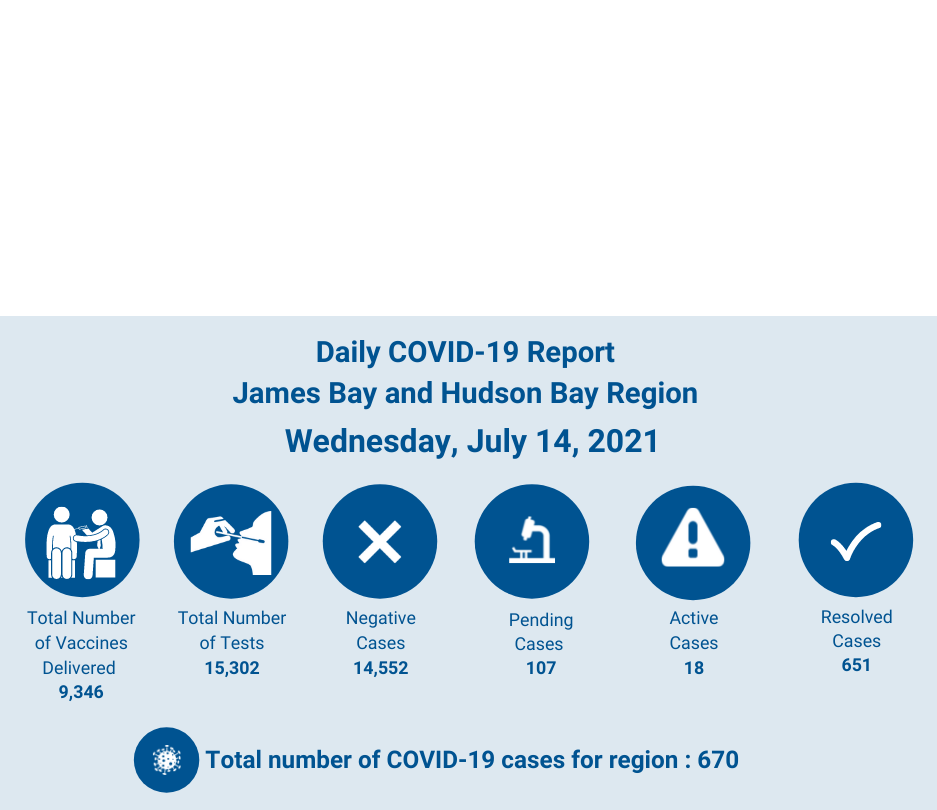 Daily COVID-19 Report
James Bay and Hudson Bay Region
Wednesday, July 14, 2021
Total Number
of Vaccines
Delivered
9,346
Total Number
of Tests
15,302
Negative
Cases
14,552
Pending
Cases
107
Active
Cases
18
Resolved
Cases
651
Total number of COVID-19 cases for region : 670